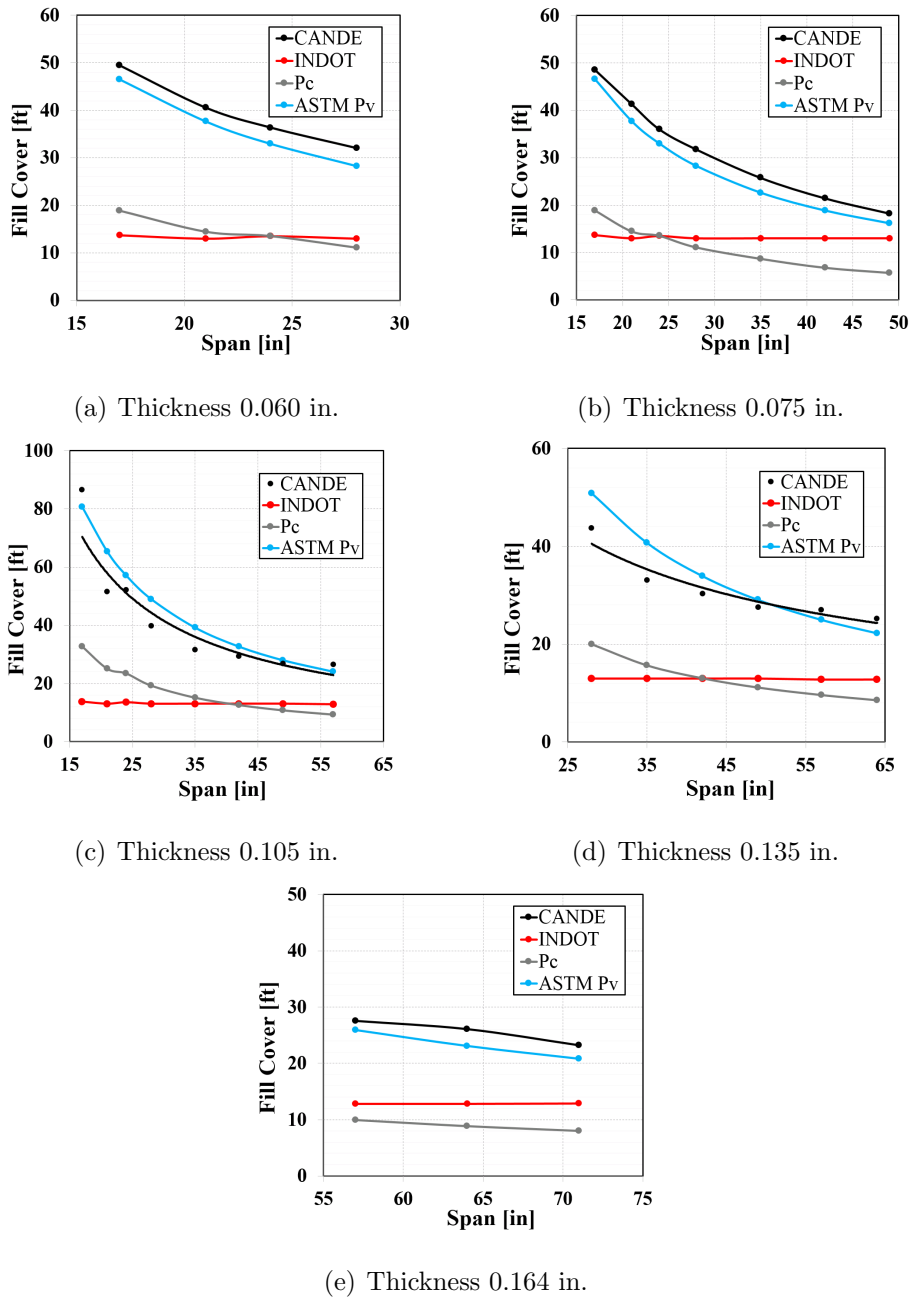 60
50
40
30
20
10
0
Fill Cover [ft]
CANDE
INDOT
Pc
ASTM Pv
15 20 25 30
Span [in]
(a) Thickness 0.060 in.
60
50
40
30
20
10
0
Fill Cover [ft]
CANDE
INDOT
Pc
ASTM Pv
15 20 25 30 35 40 45 50
Span [in]
(b) Thickness 0.075 in.
100
80
60
40
20
0
Fill Cover [ft]
CANDE
INDOT
Pc
ASTM Pv
15 25 35 45 55 65
Span [in]
(c) Thickness 0.105 in.
60
40
20
0
Fill Cover [ft]
CANDE
INDOT
Pc
ASTM Pv
25 35 45 55 65
Span [in]
(d) Thickness 0.135 in.
50
40
30
20
10
0
Fill Cover [ft]
CANDE
INDOT
Pc
ASTM Pv
55 60 65 70 75
Span [in]
(e) Thickness 0.164 in.